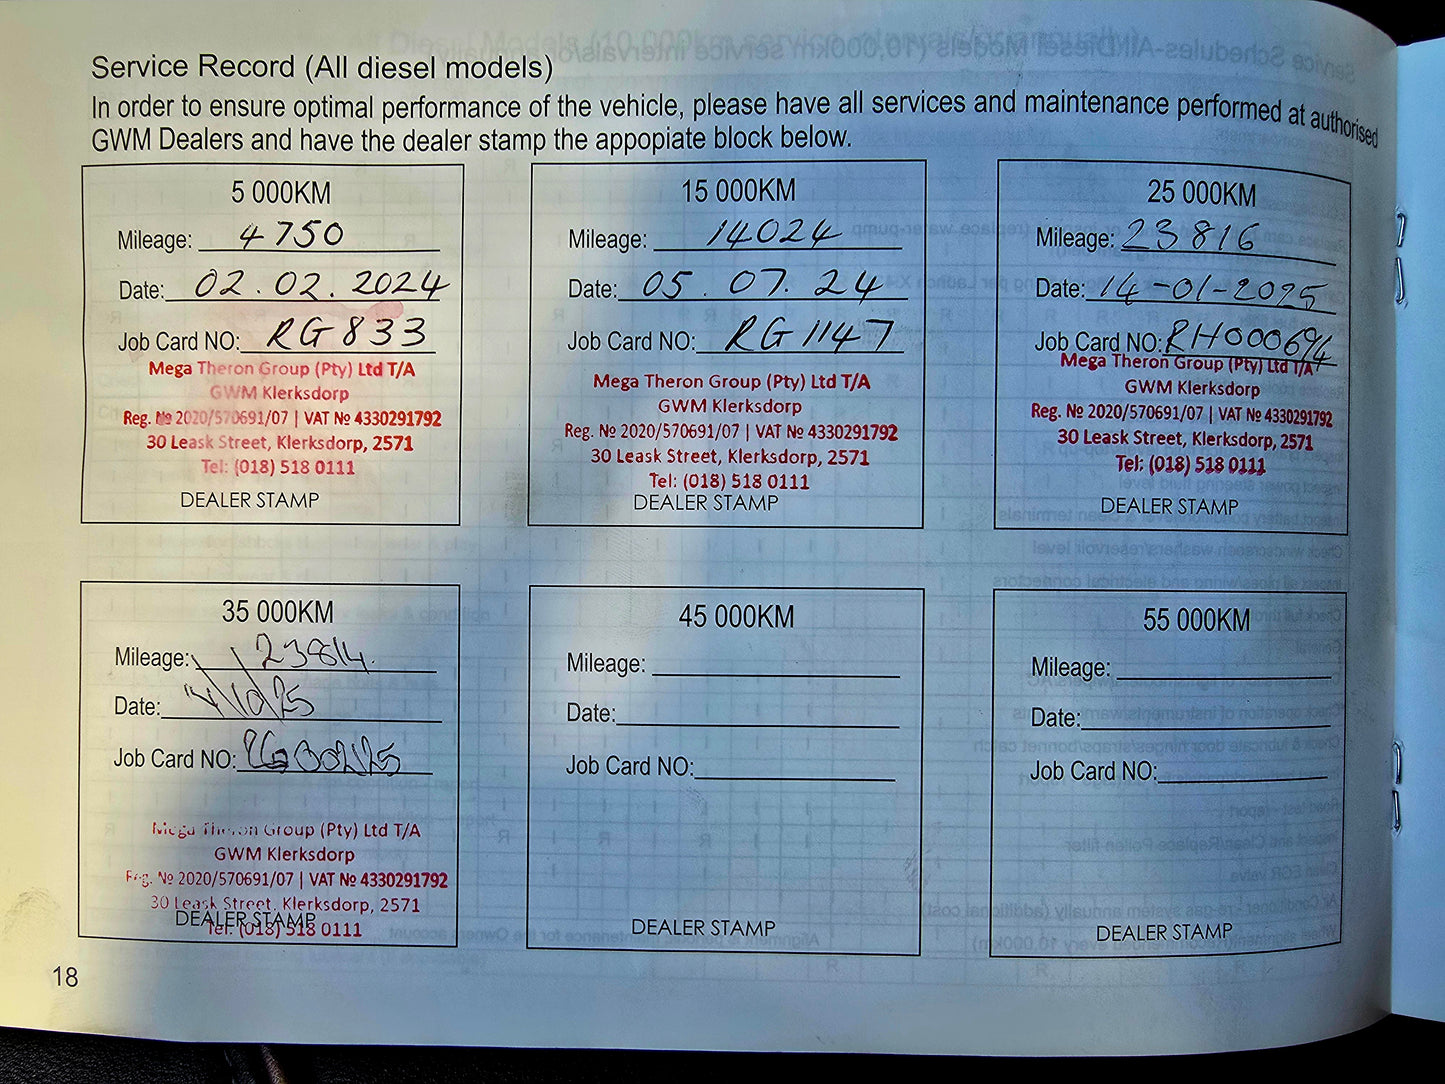 Service Record (All diesel models)
In order to ensure optimal performance of the vehicle, please have all services and maintenance performed at authorised
GWM Dealers and have the dealer stamp the appopiate block below.
5 000KM
Mileage: 4750
Date: 02.02.2024
Job Card NO: RG833
Mega Theron Group (Pty) Ltd T/A
GWM Klerksdorp
Reg. № 2020/570691/07 | VAT № 4330291792
30 Leask Street, Klerksdorp, 2571
Tel: (018) 518 0111
DEALER STAMP
15 000KM
Mileage: 14024
Date: 05.07.24
Job Card NO: RG1147
Mega Theron Group (Pty) Ltd T/A
GWM Klerksdorp
Reg. № 2020/570691/07 | VAT № 4330291792
30 Leask Street, Klerksdorp, 2571
Tel: (018) 518 0111
DEALER STAMP
25 000KM
Mileage: 23816
Date: 14-01-2025
Job Card NO: RH000694
Mega Theron Group (Pty) Ltd T/A
GWM Klerksdorp
Reg. № 2020/570691/07 | VAT № 4330291792
30 Leask Street, Klerksdorp, 2571
Tel: (018) 518 0111
DEALER STAMP
35 000KM
Mileage: 23814
Date: 14/10/25
Job Card NO:
Mega Theron Group (Pty) Ltd T/A
GWM Klerksdorp
Reg. № 2020/570691/07 | VAT № 4330291792
30 Leask Street, Klerksdorp, 2571
DEALER STAMP
Tel: (018) 518 0111
45 000KM
Mileage:
Date:
Job Card NO:
DEALER STAMP
55 000KM
Mileage:
Date:
Job Card NO:
DEALER STAMP
18